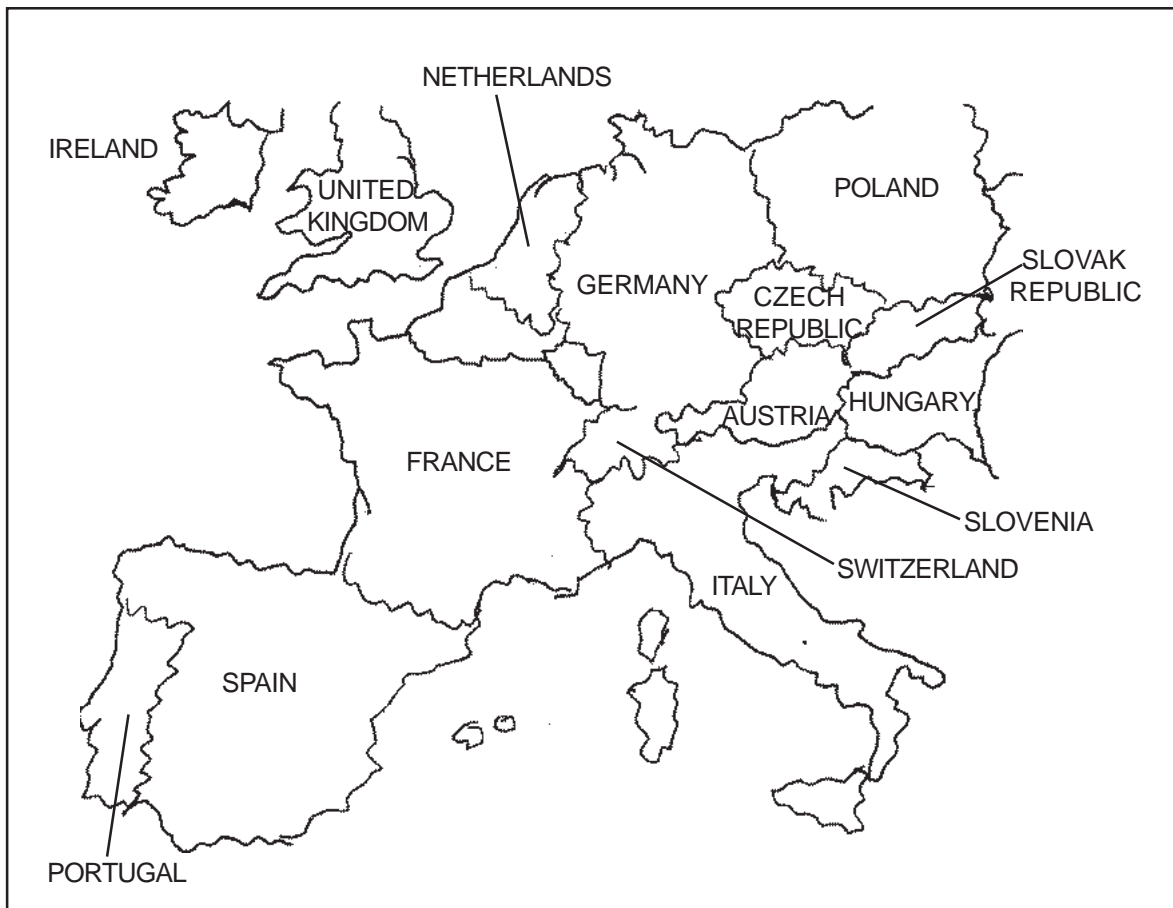 NETHERLANDS
IRELAND
UNITED
KINGDOM
POLAND
SLOVAK
REPUBLIC
GERMANY
CZECH
REPUBLIC
AUSTRIA
HUNGARY
FRANCE
SLOVENIA
SWITZERLAND
ITALY
SPAIN
PORTUGAL